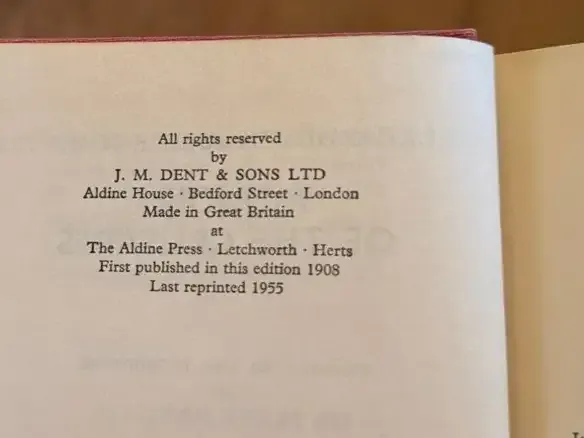 All rights reserved
by
J. M. DENT & SONS LTD
Aldine House · Bedford Street · London
Made in Great Britain
at
The Aldine Press · Letchworth · Herts
First published in this edition 1908
Last reprinted 1955